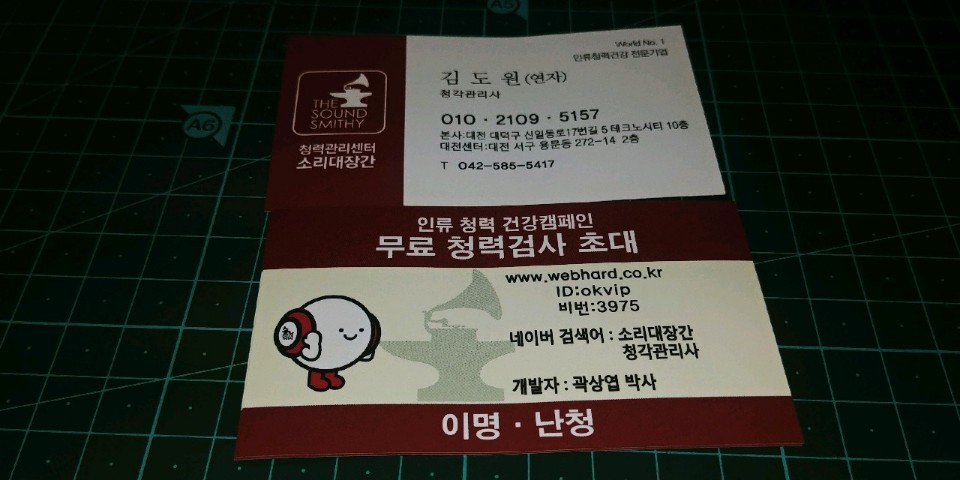 A5
A6
World No. 1
인류청력건강 전문기업
김 도 원(현자)
청각관리사
010 · 2109 · 5157
본사:대전 대덕구 신일동로17번길 5 테크노시티 10층
대전센터:대전 서구 용문동 272-14 2층
T 042-585-5417
THE
SOUND
SMITHY
청력관리센터
소리대장간
인류 청력 건강캠페인
무료 청력검사 초대
www.webhard.co.kr
ID:okvip
비번:3975
네이버 검색어 : 소리대장간
청각관리사
개발자 : 곽상엽 박사
이명 · 난청